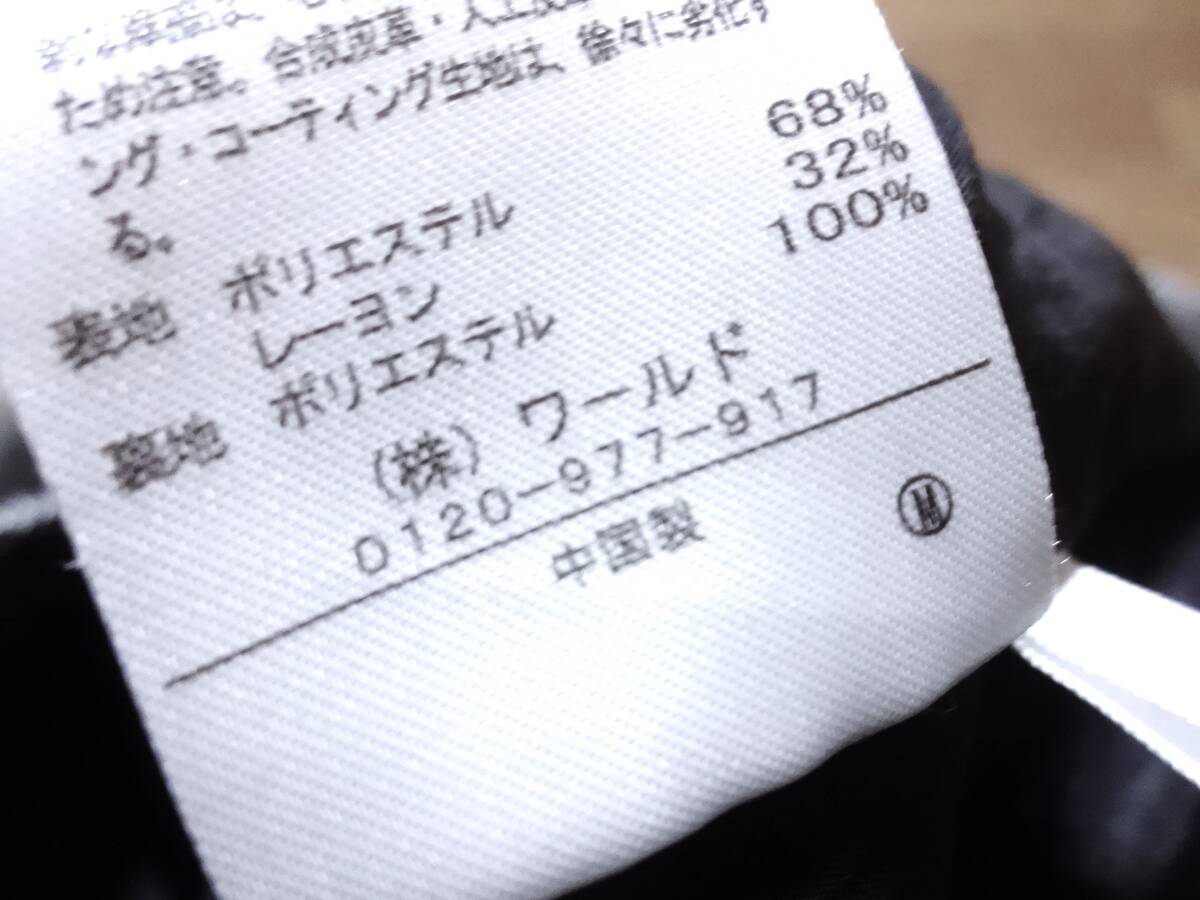 ため注意。合成皮革・人工皮
ング・コーティング生地は、徐々に劣化す
る。
表地 ポリエステル 68%
レーヨン 32%
裏地 ポリエステル 100%
(株) ワールド
0120-977-917
中国製 M